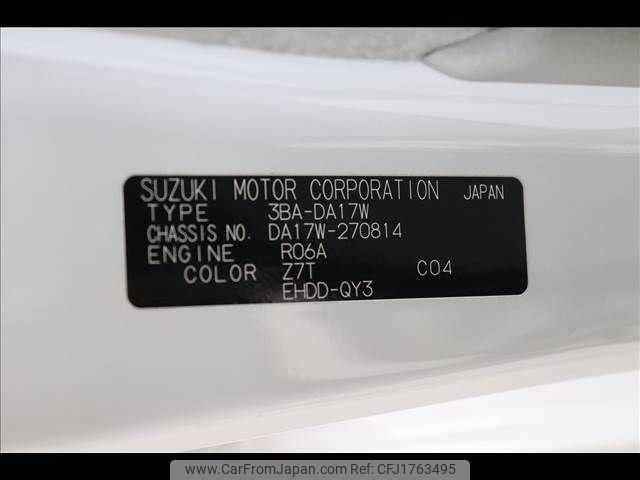 SUZUKI MOTOR CORPORATION JAPAN
TYPE 3BA-DA17W
CHASSIS NO. DA17W-270814
ENGINE R06A
COLOR Z7T C04
EHDD-QY3
www.CarFromJapan.com CFJ1763495